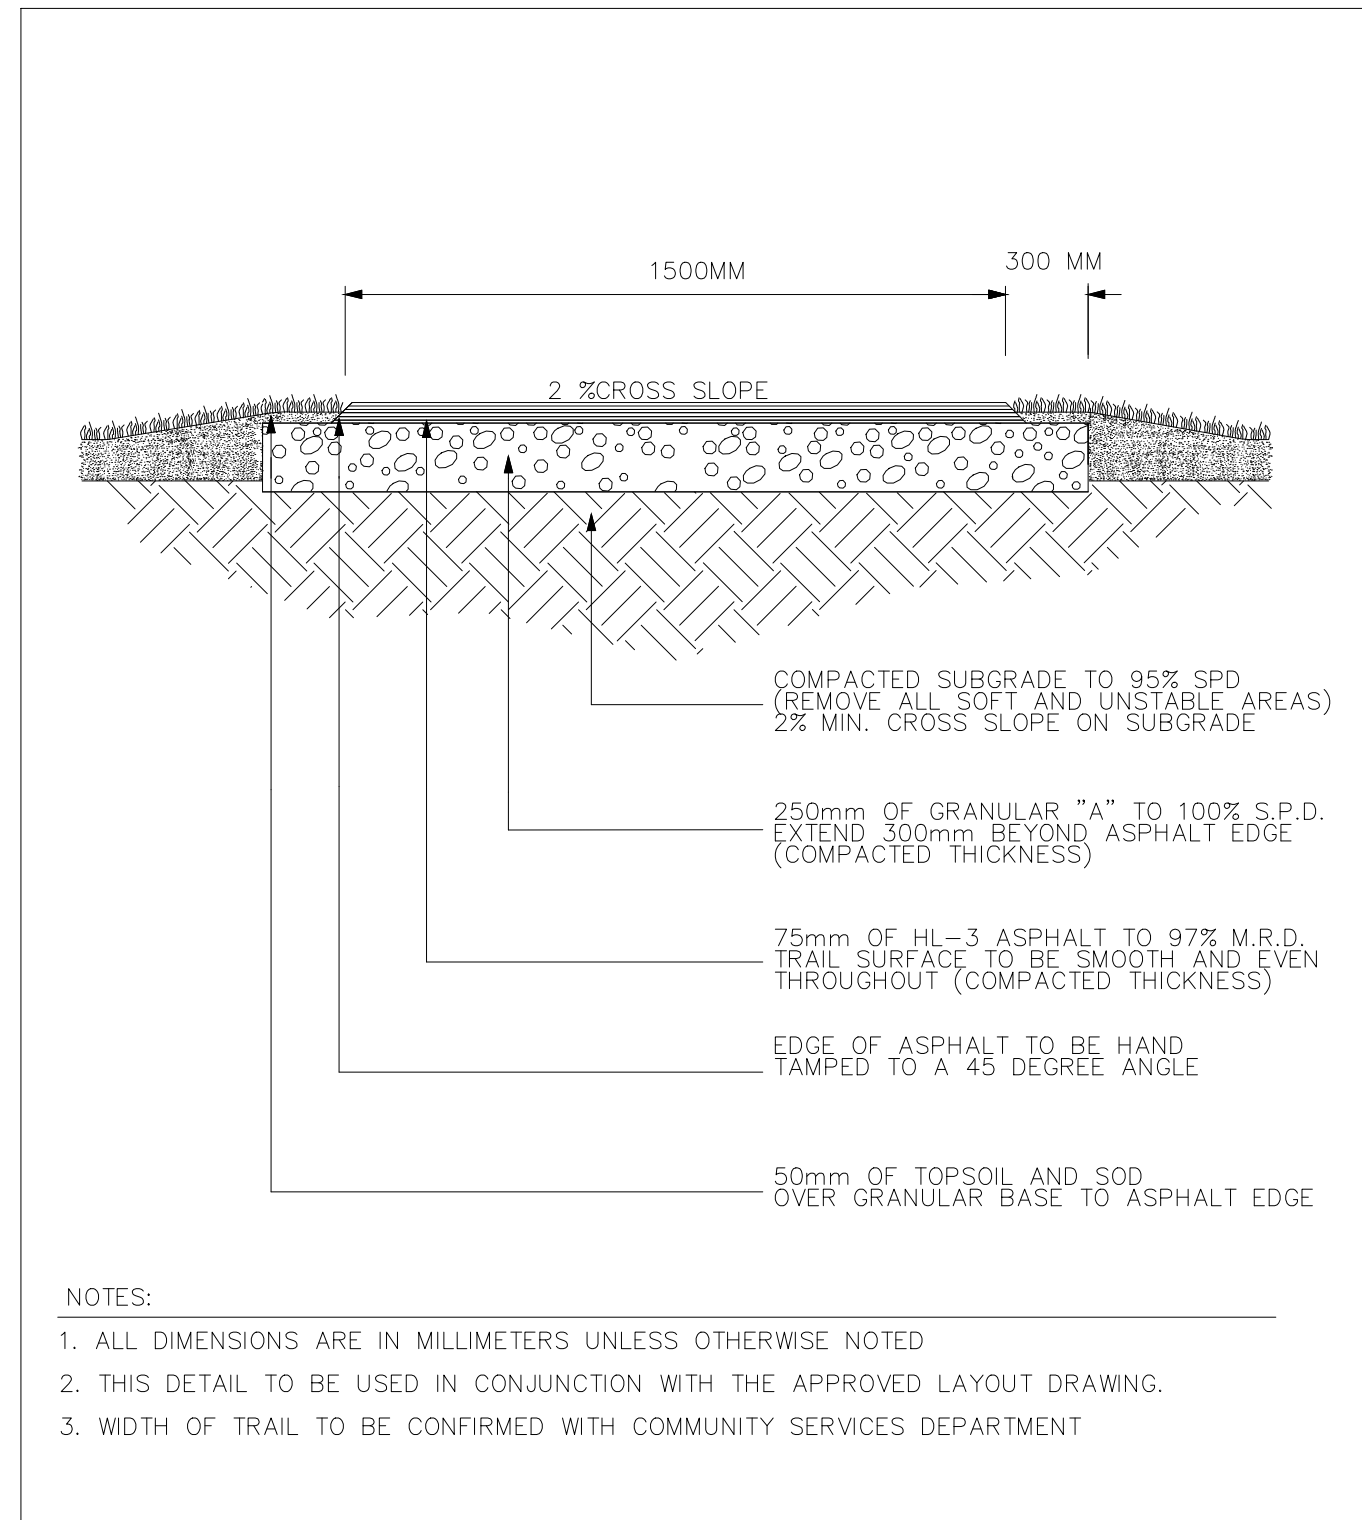 1500MM
300 MM
2 %CROSS SLOPE
COMPACTED SUBGRADE TO 95% SPD
(REMOVE ALL SOFT AND UNSTABLE AREAS)
2% MIN. CROSS SLOPE ON SUBGRADE
250mm OF GRANULAR "A" TO 100% S.P.D.
EXTEND 300mm BEYOND ASPHALT EDGE
(COMPACTED THICKNESS)
75mm OF HL-3 ASPHALT TO 97% M.R.D.
TRAIL SURFACE TO BE SMOOTH AND EVEN
THROUGHOUT (COMPACTED THICKNESS)
EDGE OF ASPHALT TO BE HAND
TAMPED TO A 45 DEGREE ANGLE
50mm OF TOPSOIL AND SOD
OVER GRANULAR BASE TO ASPHALT EDGE
NOTES:
1. ALL DIMENSIONS ARE IN MILLIMETERS UNLESS OTHERWISE NOTED
2. THIS DETAIL TO BE USED IN CONJUNCTION WITH THE APPROVED LAYOUT DRAWING.
3. WIDTH OF TRAIL TO BE CONFIRMED WITH COMMUNITY SERVICES DEPARTMENT